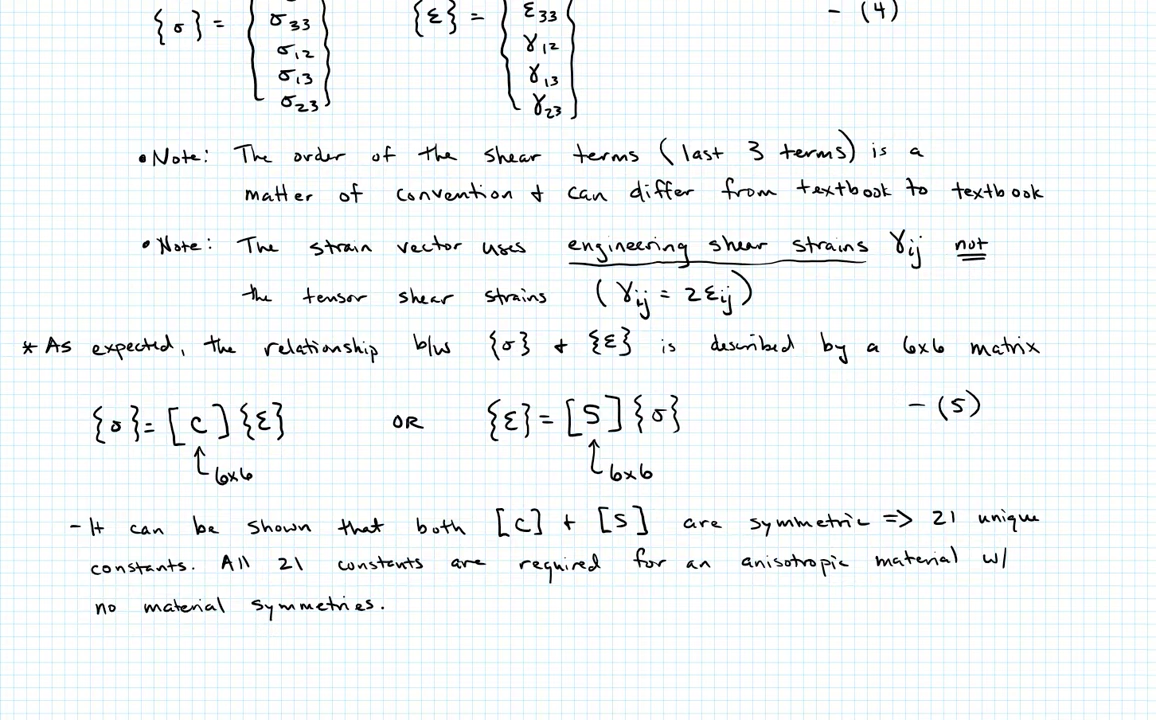 {σ} = { σ33 {ε} = { ε33 - (4)
σ12 γ12
σ13 γ13
σ23 } γ23 }
• Note: The order of the shear terms (last 3 terms) is a
matter of convention + can differ from textbook to textbook
• Note: The strain vector uses engineering shear strains γij not
the tensor shear strains (γij = 2εij)
* As expected, the relationship b/w {σ} + {ε} is described by a 6x6 matrix
{σ} = [C]{ε} OR {ε} = [S]{σ} - (5)
↑ 6x6 ↑ 6x6
- It can be shown that both [C] + [S] are symmetric => 21 unique
constants. All 21 constants are required for an anisotropic material w/
no material symmetries.